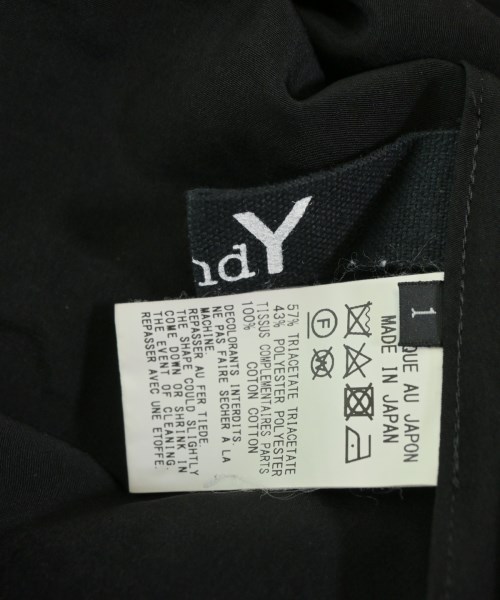 ndY
1
QUE AU JAPON
MADE IN JAPAN
F W
57% TRIACETATE TRIACETATE
43% POLYESTER POLYESTER
TISSUS COMPLEMENTAIRES PARTS
100% COTTON COTTON
DECOLORANTS INTERDITS.
NE PAS FAIRE SECHER A LA
MACHINE
REPASSER AU FER TIEDE.
THE SHAPE COULD SLIGHTLY
COME DOWN OR SHRINK IN
THE EVENT OF CLEANING.
REPASSER AVEC UNE ETOFFE.